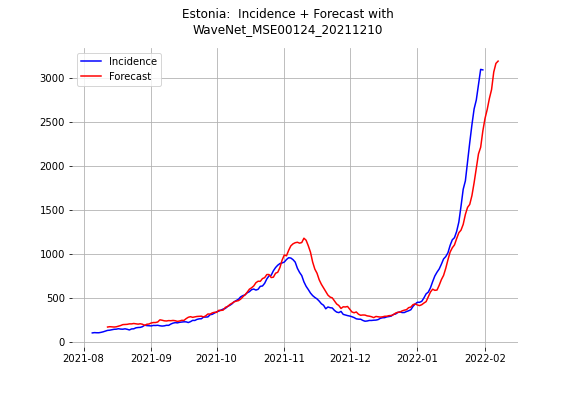 Estonia:  Incidence + Forecast with
WaveNet_MSE00124_20211210
Incidence
Forecast
3000
2500
2000
1500
1000
500
0
2021-08 2021-09 2021-10 2021-11 2021-12 2022-01 2022-02